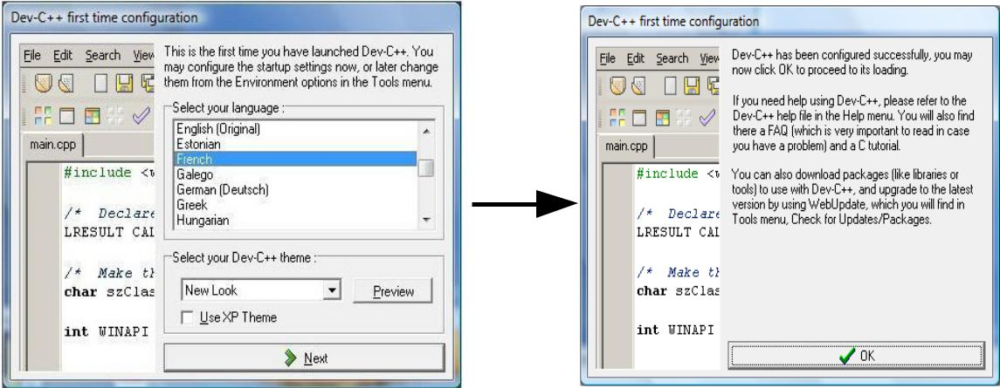 Dev-C++ first time configuration
File Edit Search View
main.cpp
#include <w
/* Declare
LRESULT CAL
/* Make th
char szClas
int WINAPI
This is the first time you have launched Dev-C++. You
may configure the startup settings now, or later change
them from the Environment options in the Tools menu.
Select your language :
English (Original)
Estonian
French
Galego
German (Deutsch)
Greek
Hungarian
Select your Dev-C++ theme :
New Look
Preview
Use XP Theme
Next
Dev-C++ first time configuration
File Edit Search View
main.cpp
#include <w
/* Declare
LRESULT CAL
/* Make th
char szClas
int WINAPI
Dev-C++ has been configured successfully, you may
now click OK to proceed to its loading.
If you need help using Dev-C++, please refer to the
Dev-C++ help file in the Help menu. You will also find
there a FAQ (which is very important to read in case
you have a problem) and a C tutorial.
You can also download packages (like libraries or
tools) to use with Dev-C++, and upgrade to the latest
version by using WebUpdate, which you will find in
Tools menu, Check for Updates/Packages.
OK